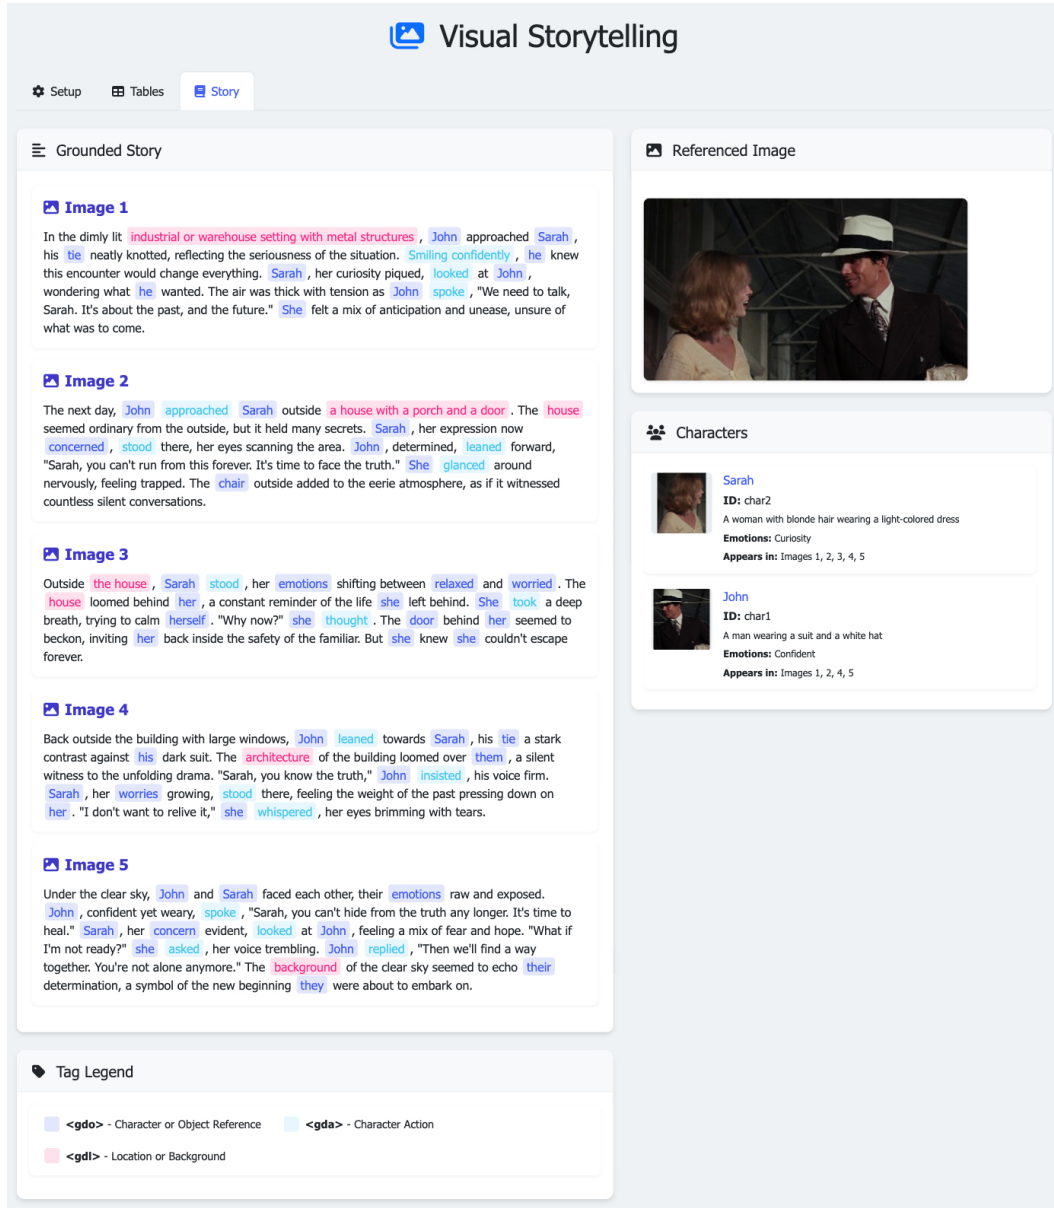 Visual Storytelling
Setup Tables Story
Grounded Story
Image 1
In the dimly lit industrial or warehouse setting with metal structures , John approached Sarah ,
his tie neatly knotted, reflecting the seriousness of the situation. Smiling confidently , he knew
this encounter would change everything. Sarah , her curiosity piqued, looked at John ,
wondering what he wanted. The air was thick with tension as John spoke , "We need to talk,
Sarah. It's about the past, and the future." She felt a mix of anticipation and unease, unsure of
what was to come.
Image 2
The next day, John approached Sarah outside a house with a porch and a door . The house
seemed ordinary from the outside, but it held many secrets. Sarah , her expression now
concerned , stood there, her eyes scanning the area. John , determined, leaned forward,
"Sarah, you can't run from this forever. It's time to face the truth." She glanced around
nervously, feeling trapped. The chair outside added to the eerie atmosphere, as if it witnessed
countless silent conversations.
Image 3
Outside the house , Sarah stood , her emotions shifting between relaxed and worried . The
house loomed behind her , a constant reminder of the life she left behind. She took a deep
breath, trying to calm herself . "Why now?" she thought . The door behind her seemed to
beckon, inviting her back inside the safety of the familiar. But she knew she couldn't escape
forever.
Image 4
Back outside the building with large windows, John leaned towards Sarah , his tie a stark
contrast against his dark suit. The architecture of the building loomed over them , a silent
witness to the unfolding drama. "Sarah, you know the truth," John insisted , his voice firm.
Sarah , her worries growing, stood there, feeling the weight of the past pressing down on
her . "I don't want to relive it," she whispered , her eyes brimming with tears.
Image 5
Under the clear sky, John and Sarah faced each other, their emotions raw and exposed.
John , confident yet weary, spoke , "Sarah, you can't hide from the truth any longer. It's time to
heal." Sarah , her concern evident, looked at John , feeling a mix of fear and hope. "What if
I'm not ready?" she asked , her voice trembling. John replied , "Then we'll find a way
together. You're not alone anymore." The background of the clear sky seemed to echo their
determination, a symbol of the new beginning they were about to embark on.
Tag Legend
<gdo> - Character or Object Reference <gda> - Character Action
<gdl> - Location or Background
Referenced Image
Characters
Sarah
ID: char2
A woman with blonde hair wearing a light-colored dress
Emotions: Curiosity
Appears in: Images 1, 2, 3, 4, 5
John
ID: char1
A man wearing a suit and a white hat
Emotions: Confident
Appears in: Images 1, 2, 4, 5